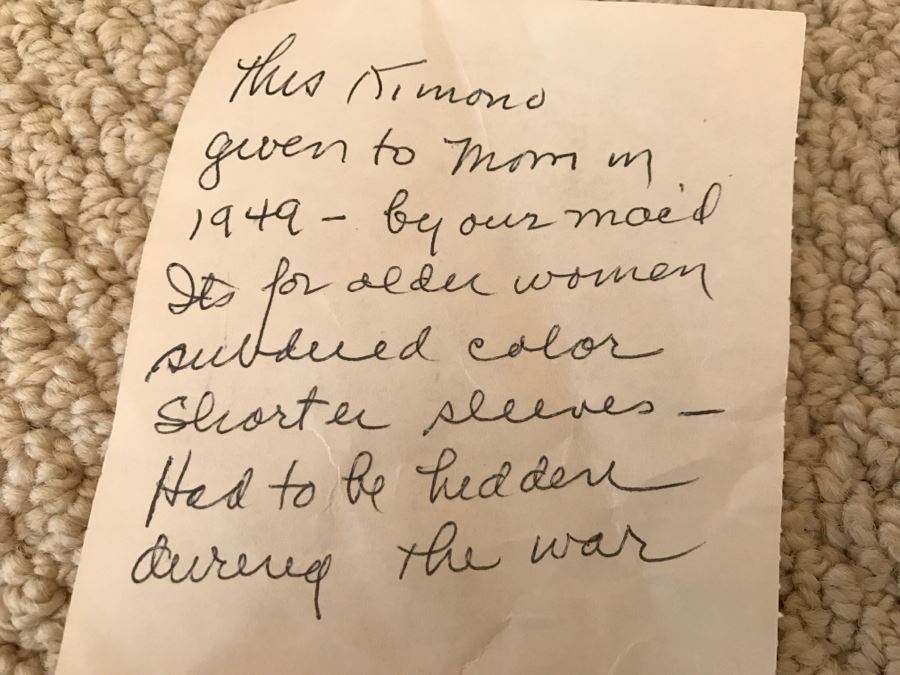 This Kimono
given to Mom in
1949 - by our maid
Its for older women
subdued color
Shorter sleeves -
Had to be hidden
during the war